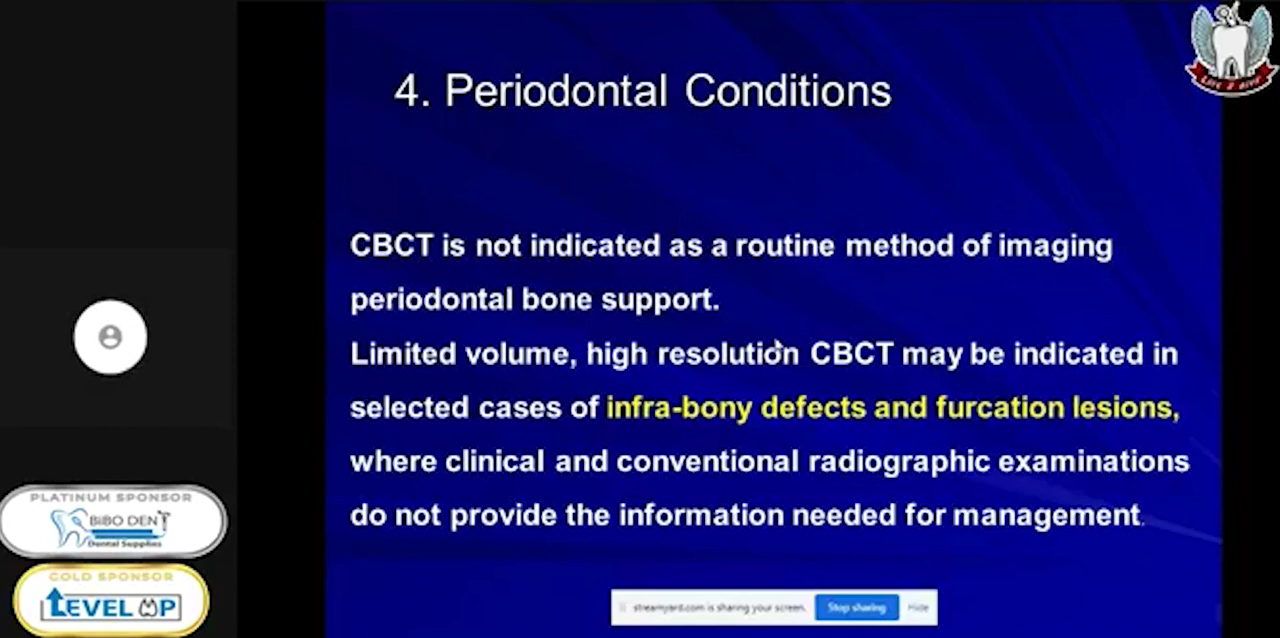 4. Periodontal Conditions
CBCT is not indicated as a routine method of imaging
periodontal bone support.
Limited volume, high resolution CBCT may be indicated in
selected cases of infra-bony defects and furcation lesions,
where clinical and conventional radiographic examinations
do not provide the information needed for management.
PLATINUM SPONSOR
BiBO DENT
Dental Supplies
GOLD SPONSOR
LEVEL UP
streamyard.com is sharing your screen.
Stop sharing
Hide